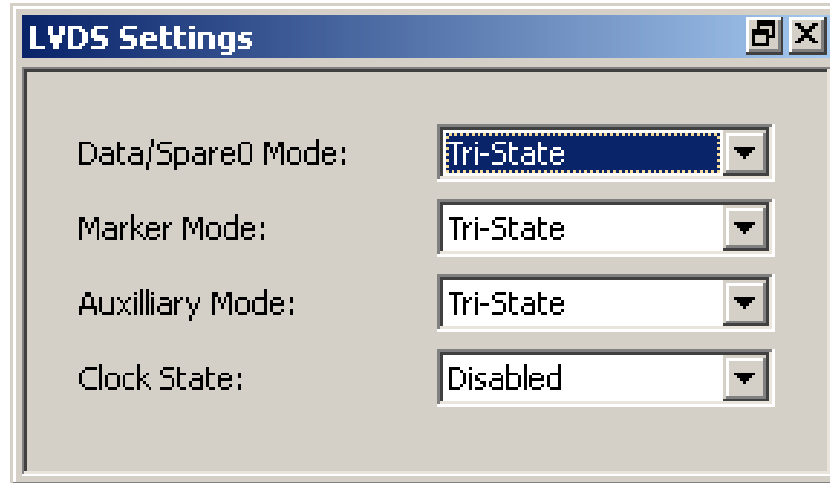 LVDS Settings
Data/Spare0 Mode: Tri-State
Marker Mode: Tri-State
Auxilliary Mode: Tri-State
Clock State: Disabled